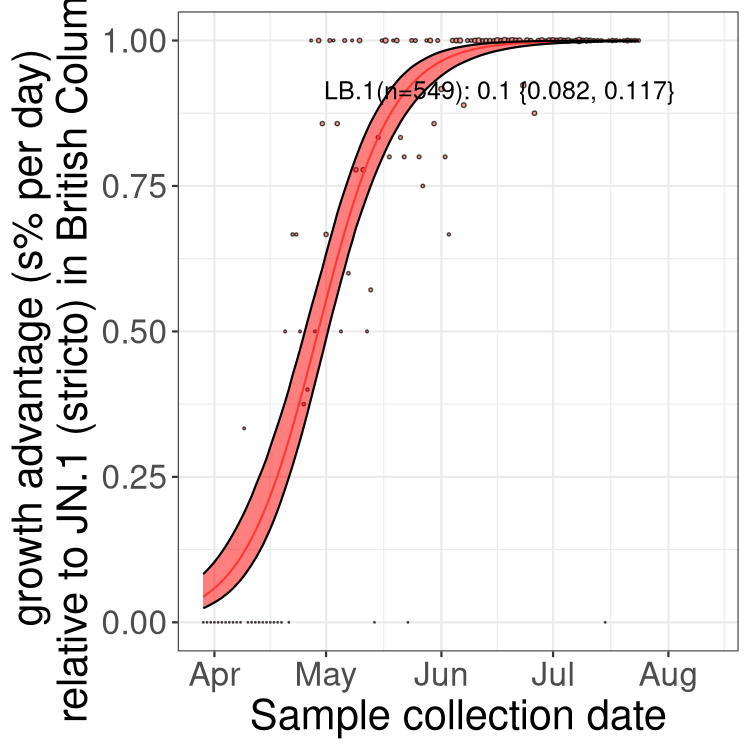 growth advantage (s% per day)
relative to JN.1 (stricto) in British Colum
1.00
0.75
0.50
0.25
0.00
LB.1(n=549): 0.1 {0.082, 0.117}
Apr May Jun Jul Aug
Sample collection date